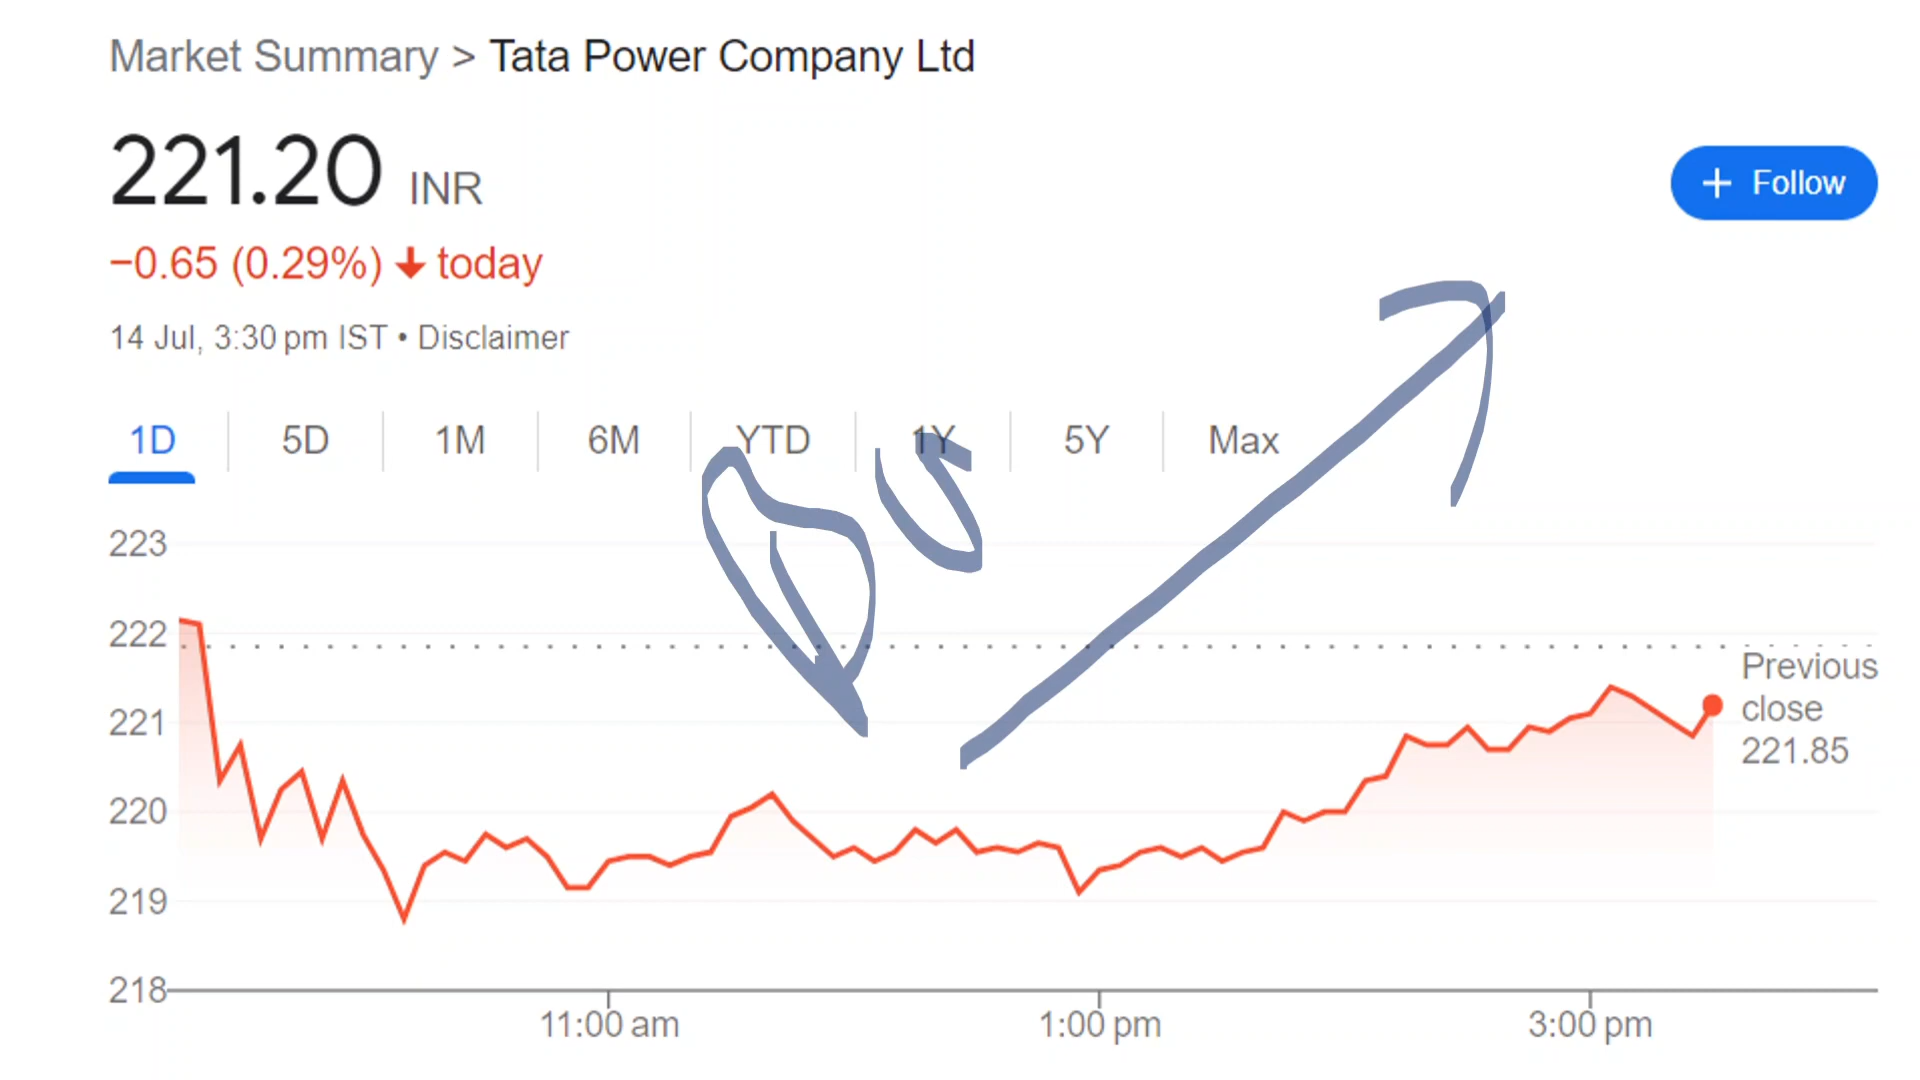 Market Summary > Tata Power Company Ltd
221.20 INR
+ Follow
−0.65 (0.29%) ↓ today
14 Jul, 3:30 pm IST • Disclaimer
1D 5D 1M 6M YTD 1Y 5Y Max
223
222
Previous
221
close
221.85
220
219
218
11:00 am 1:00 pm 3:00 pm